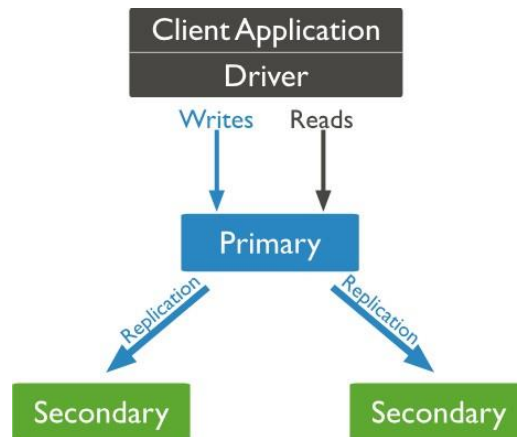 Client Application
Driver
Writes Reads
Primary
Replication Replication
Secondary Secondary